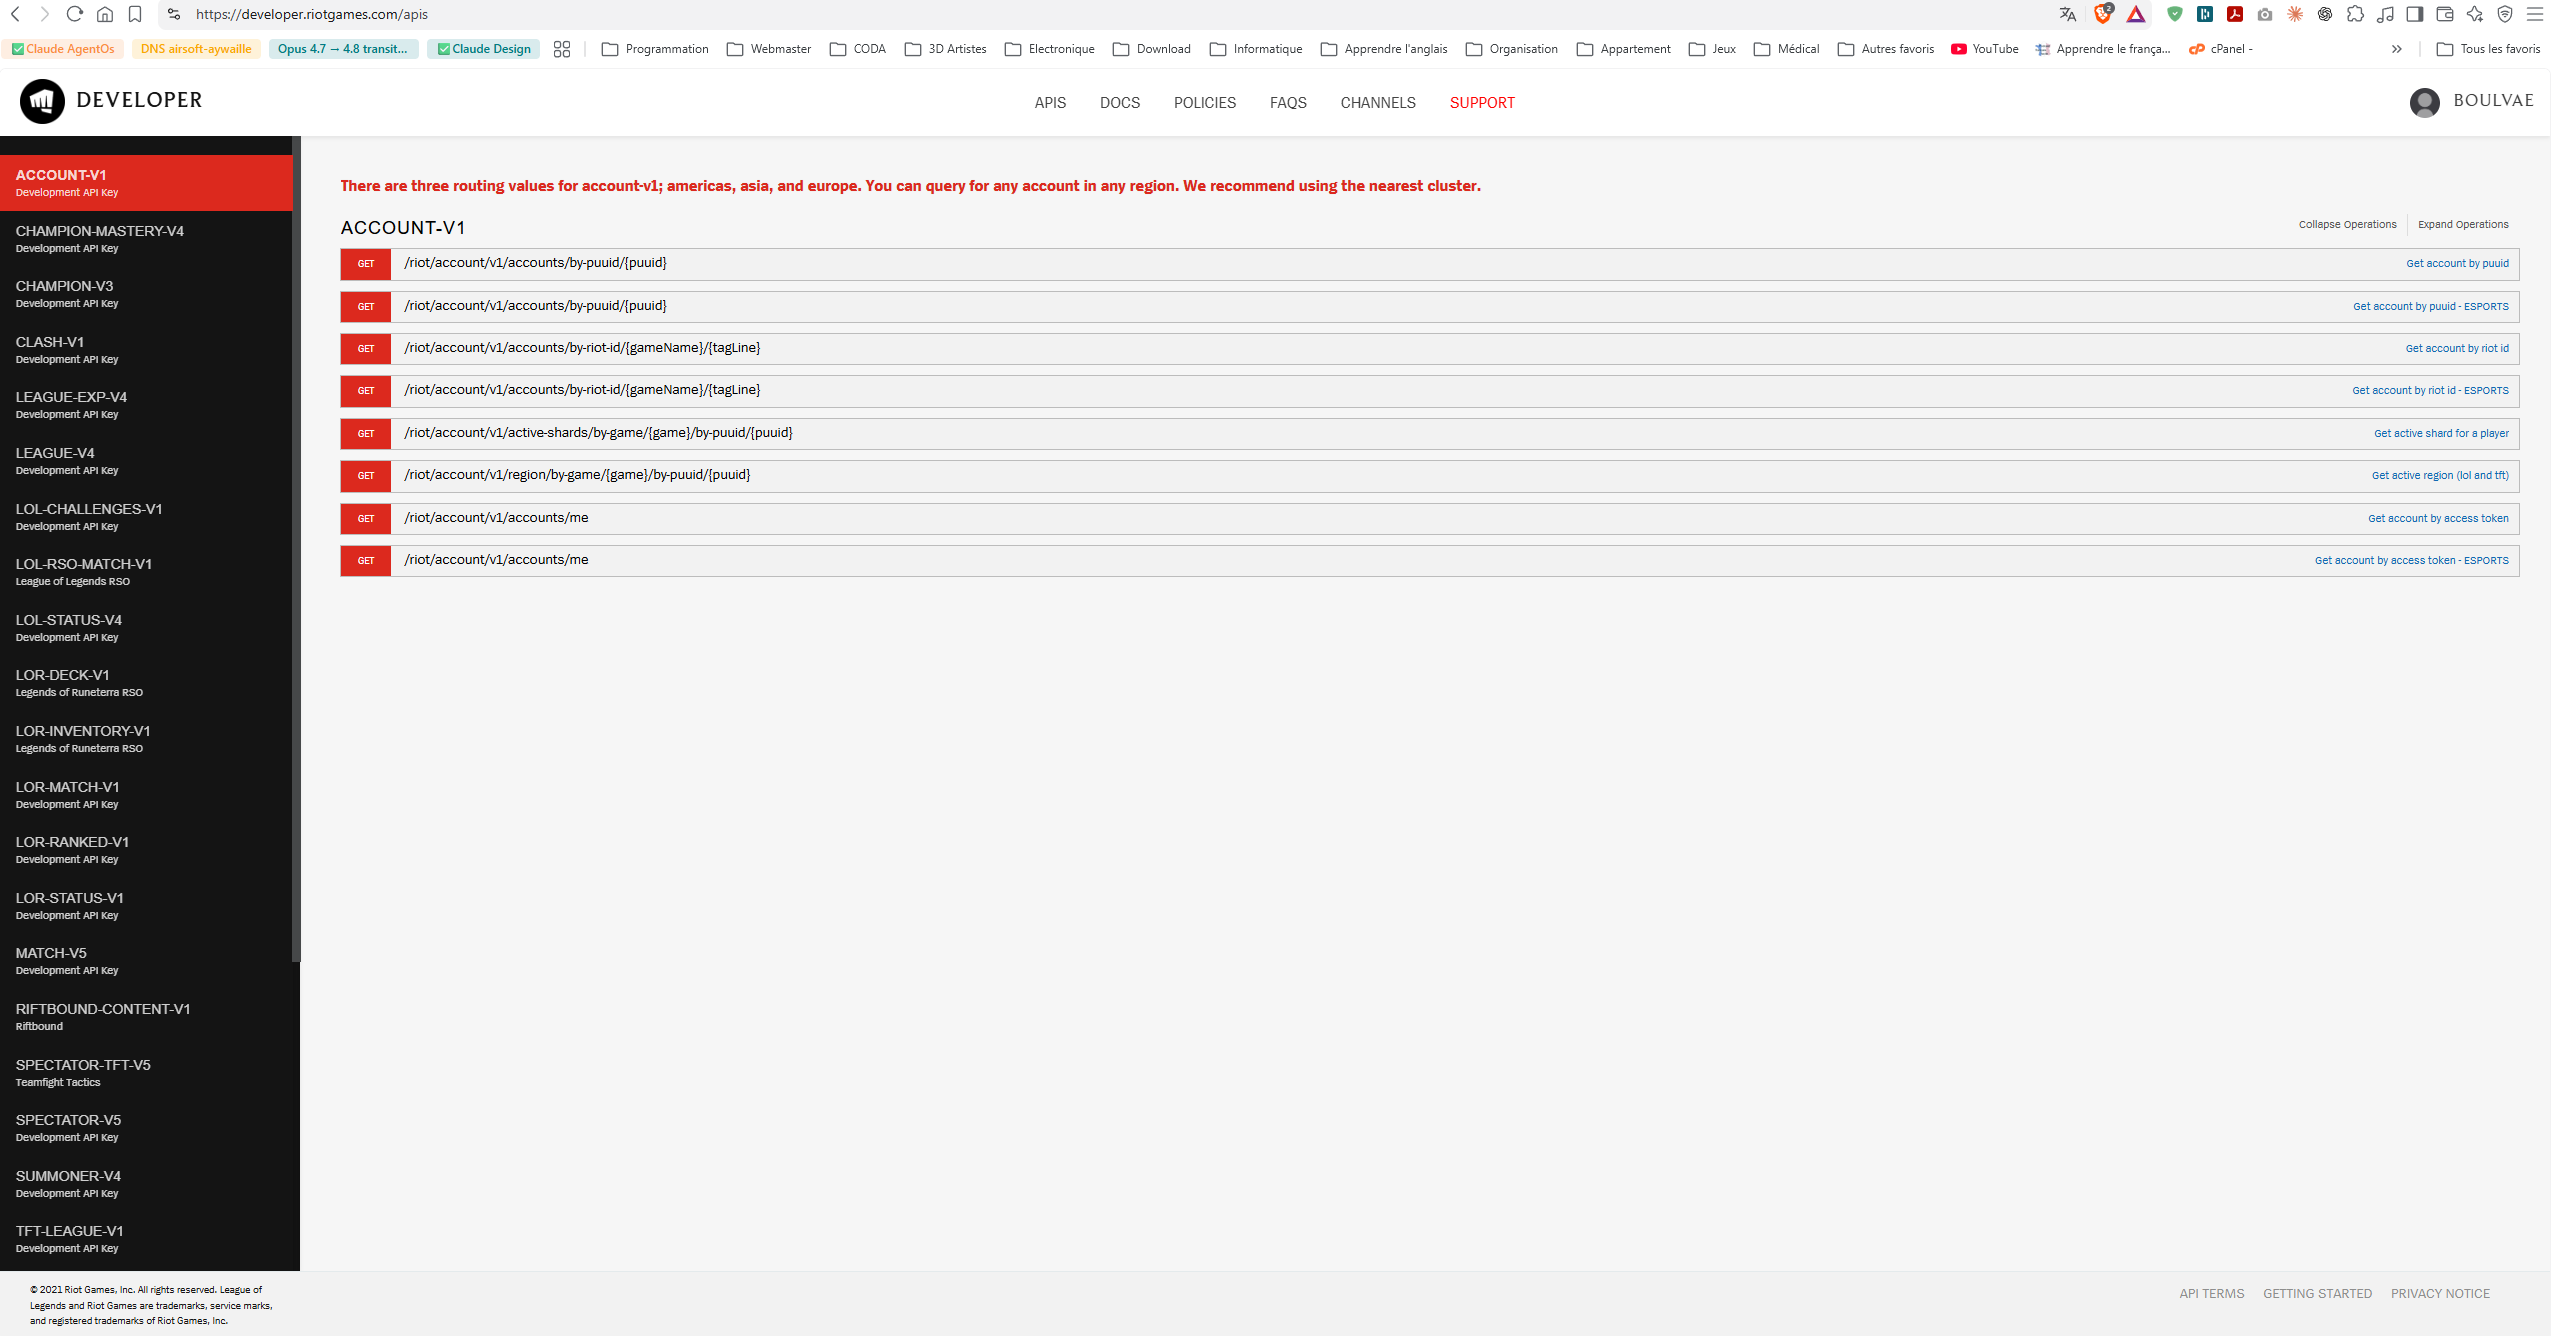 https://developer.riotgames.com/apis
2
Claude AgentOs
DNS airsoft-aywaille
Opus 4.7 → 4.8 transit...
Claude Design
Programmation
Webmaster
CODA
3D Artistes
Electronique
Download
Informatique
Apprendre l'anglais
Organisation
Appartement
Jeux
Médical
Autres favoris
YouTube
Apprendre le frança...
cPanel -
Tous les favoris
DEVELOPER
APIS
DOCS
POLICIES
FAQS
CHANNELS
SUPPORT
BOULVAE
ACCOUNT-V1
Development API Key
CHAMPION-MASTERY-V4
Development API Key
CHAMPION-V3
Development API Key
CLASH-V1
Development API Key
LEAGUE-EXP-V4
Development API Key
LEAGUE-V4
Development API Key
LOL-CHALLENGES-V1
Development API Key
LOL-RSO-MATCH-V1
League of Legends RSO
LOL-STATUS-V4
Development API Key
LOR-DECK-V1
Legends of Runeterra RSO
LOR-INVENTORY-V1
Legends of Runeterra RSO
LOR-MATCH-V1
Development API Key
LOR-RANKED-V1
Development API Key
LOR-STATUS-V1
Development API Key
MATCH-V5
Development API Key
RIFTBOUND-CONTENT-V1
Riftbound
SPECTATOR-TFT-V5
Teamfight Tactics
SPECTATOR-V5
Development API Key
SUMMONER-V4
Development API Key
TFT-LEAGUE-V1
Development API Key
There are three routing values for account-v1; americas, asia, and europe. You can query for any account in any region. We recommend using the nearest cluster.
ACCOUNT-V1
Collapse Operations
Expand Operations
GET /riot/account/v1/accounts/by-puuid/{puuid} Get account by puuid
GET /riot/account/v1/accounts/by-puuid/{puuid} Get account by puuid - ESPORTS
GET /riot/account/v1/accounts/by-riot-id/{gameName}/{tagLine} Get account by riot id
GET /riot/account/v1/accounts/by-riot-id/{gameName}/{tagLine} Get account by riot id - ESPORTS
GET /riot/account/v1/active-shards/by-game/{game}/by-puuid/{puuid} Get active shard for a player
GET /riot/account/v1/region/by-game/{game}/by-puuid/{puuid} Get active region (lol and tft)
GET /riot/account/v1/accounts/me Get account by access token
GET /riot/account/v1/accounts/me Get account by access token - ESPORTS
© 2021 Riot Games, Inc. All rights reserved. League of
Legends and Riot Games are trademarks, service marks,
and registered trademarks of Riot Games, Inc.
API TERMS
GETTING STARTED
PRIVACY NOTICE